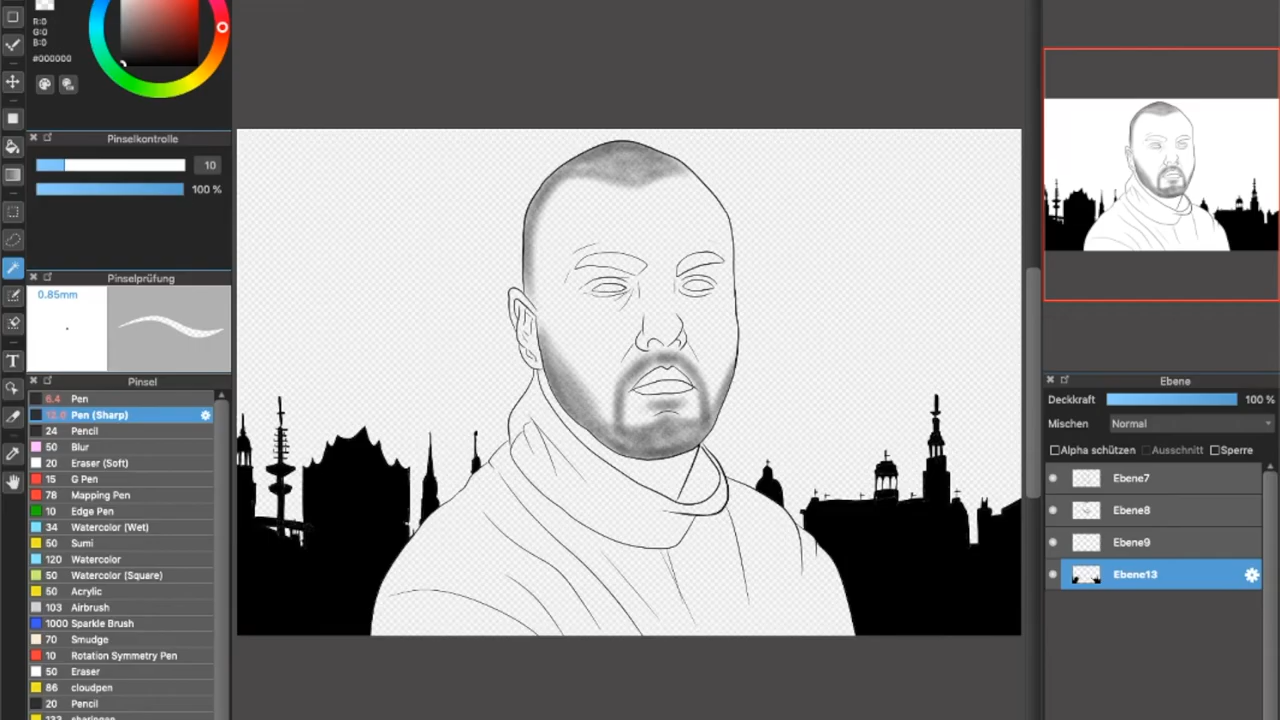 R:0
G:0
B:0
#000000
Pinselkontrolle
10
100 %
Pinselprüfung
0.85mm
Pinsel
6.4 Pen
12.0 Pen (Sharp)
24 Pencil
50 Blur
20 Eraser (Soft)
15 G Pen
78 Mapping Pen
10 Edge Pen
34 Watercolor (Wet)
50 Sumi
120 Watercolor
50 Watercolor (Square)
50 Acrylic
103 Airbrush
1000 Sparkle Brush
70 Smudge
10 Rotation Symmetry Pen
50 Eraser
86 cloudpen
20 Pencil
Ebene
Deckkraft 100 %
Mischen Normal
Alpha schützen Ausschnitt Sperre
Ebene7
Ebene8
Ebene9
Ebene13